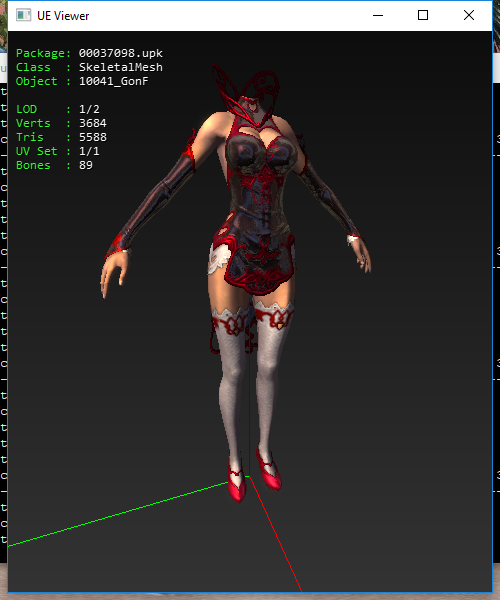 UE Viewer
Package: 00037098.upk
Class : SkeletalMesh
Object : 10041_GonF
LOD : 1/2
Verts : 3684
Tris : 5588
UV Set : 1/1
Bones : 89